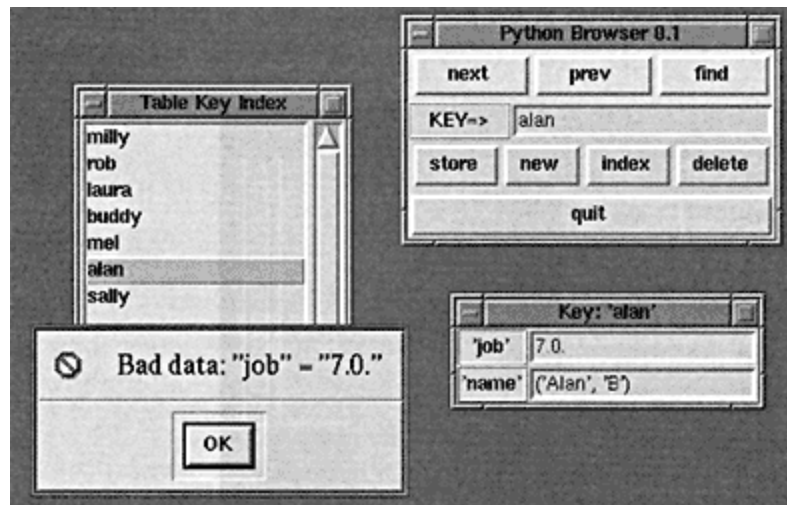 Python Browser 0.1
next prev find
KEY=> alan
store new index delete
quit
Table Key Index
milly
rob
laura
buddy
mel
alan
sally
Key: 'alan'
'job' 7.0.
'name' ('Alan', 'B')
Bad data: "job" = "7.0."
OK